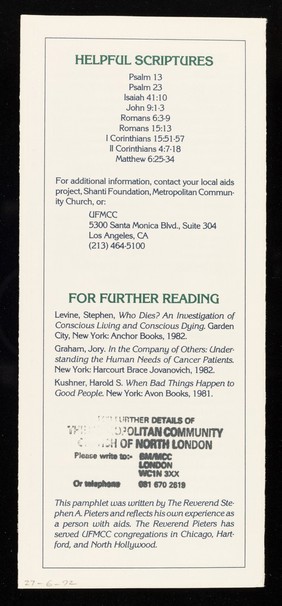 HELPFUL SCRIPTURES
Psalm 13
Psalm 23
Isaiah 41:10
John 9:1-3
Romans 6:3-9
Romans 15:13
I Corinthians 15:51-57
II Corinthians 4:7-18
Matthew 6:25-34
For additional information, contact your local aids
project, Shanti Foundation, Metropolitan Commun-
ity Church, or:
UFMCC
5300 Santa Monica Blvd., Suite 304
Los Angeles, CA
(213) 464-5100
FOR FURTHER READING
Levine, Stephen, Who Dies? An Investigation of
Conscious Living and Conscious Dying. Garden
City, New York: Anchor Books, 1982.
Graham, Jory. In the Company of Others: Under-
standing the Human Needs of Cancer Patients.
New York: Harcourt Brace Jovanovich, 1982.
Kushner, Harold S. When Bad Things Happen to
Good People. New York: Avon Books, 1981.
FURTHER DETAILS OF
THE METROPOLITAN COMMUNITY
CHURCH OF NORTH LONDON
Please write to:- BM/MCC
LONDON
WC1N 3XX
Or telephone 081 670 2619
This pamphlet was written by The Reverend Ste-
phen A. Pieters and reflects his own experience as
a person with aids. The Reverend Pieters has
served UFMCC congregations in Chicago, Hart-
ford, and North Hollywood.